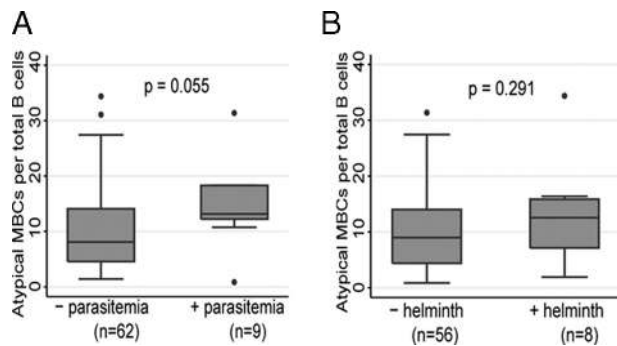 A
Atypical MBCs per total B cells
40
30
20
10
0
p = 0.055
− parasitemia
+ parasitemia
(n=62)
(n=9)
B
Atypical MBCs per total B cells
40
30
20
10
0
p = 0.291
− helminth
+ helminth
(n=56)
(n=8)